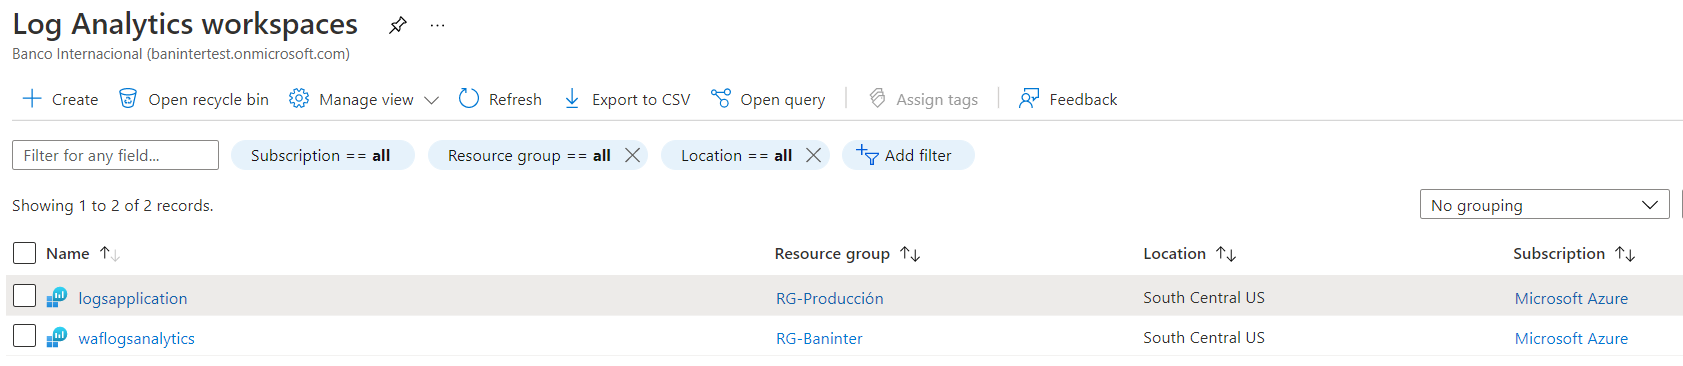 Log Analytics workspaces ...
Banco Internacional (banintertest.onmicrosoft.com)
Create Open recycle bin Manage view Refresh Export to CSV Open query Assign tags Feedback
Filter for any field... Subscription == all Resource group == all Location == all Add filter
Showing 1 to 2 of 2 records. No grouping
Name Resource group Location Subscription
logsapplication RG-Producción South Central US Microsoft Azure
waflogsanalytics RG-Baninter South Central US Microsoft Azure